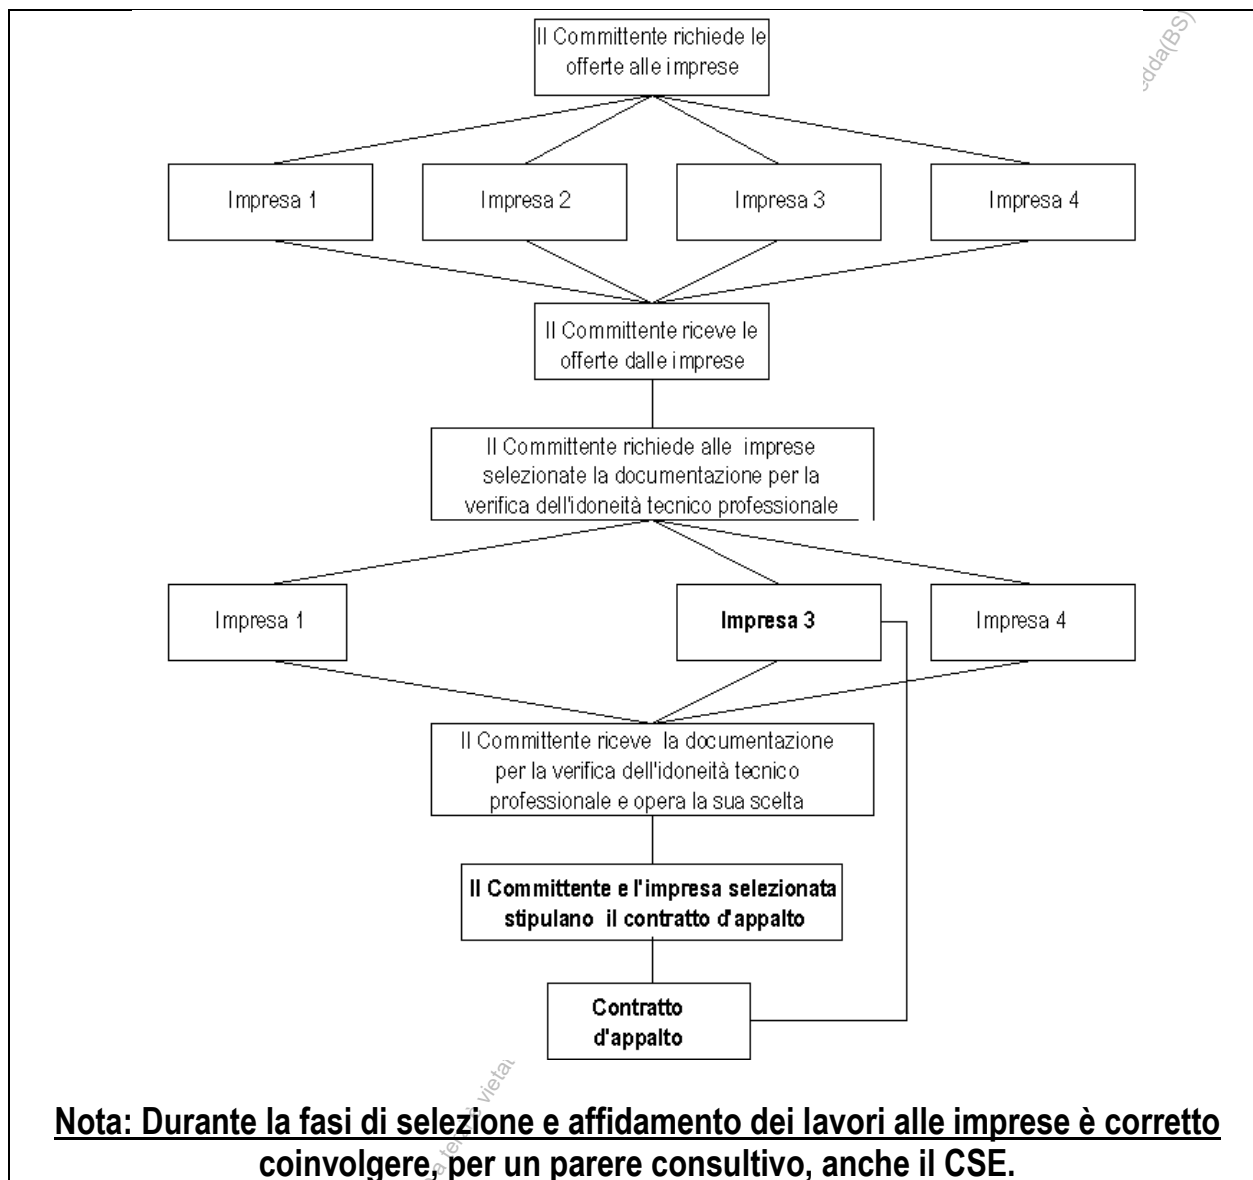 Il Committente richiede le
offerte alle imprese
Impresa 1
Impresa 2
Impresa 3
Impresa 4
Il Committente riceve le
offerte dalle imprese
Il Committente richiede alle imprese
selezionate la documentazione per la
verifica dell'idoneità tecnico professionale
Impresa 1
Impresa 3
Impresa 4
Il Committente riceve la documentazione
per la verifica dell'idoneità tecnico
professionale e opera la sua scelta
Il Committente e l'impresa selezionata
stipulano il contratto d'appalto
Contratto
d'appalto
Nota: Durante la fasi di selezione e affidamento dei lavori alle imprese è corretto
coinvolgere, per un parere consultivo, anche il CSE.